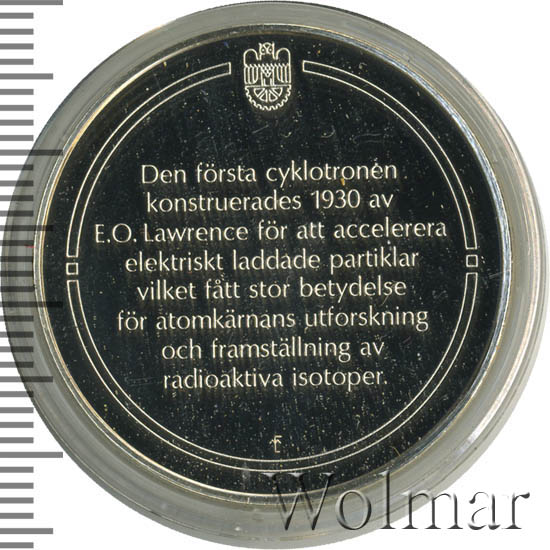 Den första cyklotronen
konstruerades 1930 av
E.O. Lawrence för att accelerera
elektriskt laddade partiklar
vilket fått stor betydelse
för atomkärnans utforskning
och framställning av
radioaktiva isotoper.
Wolmar